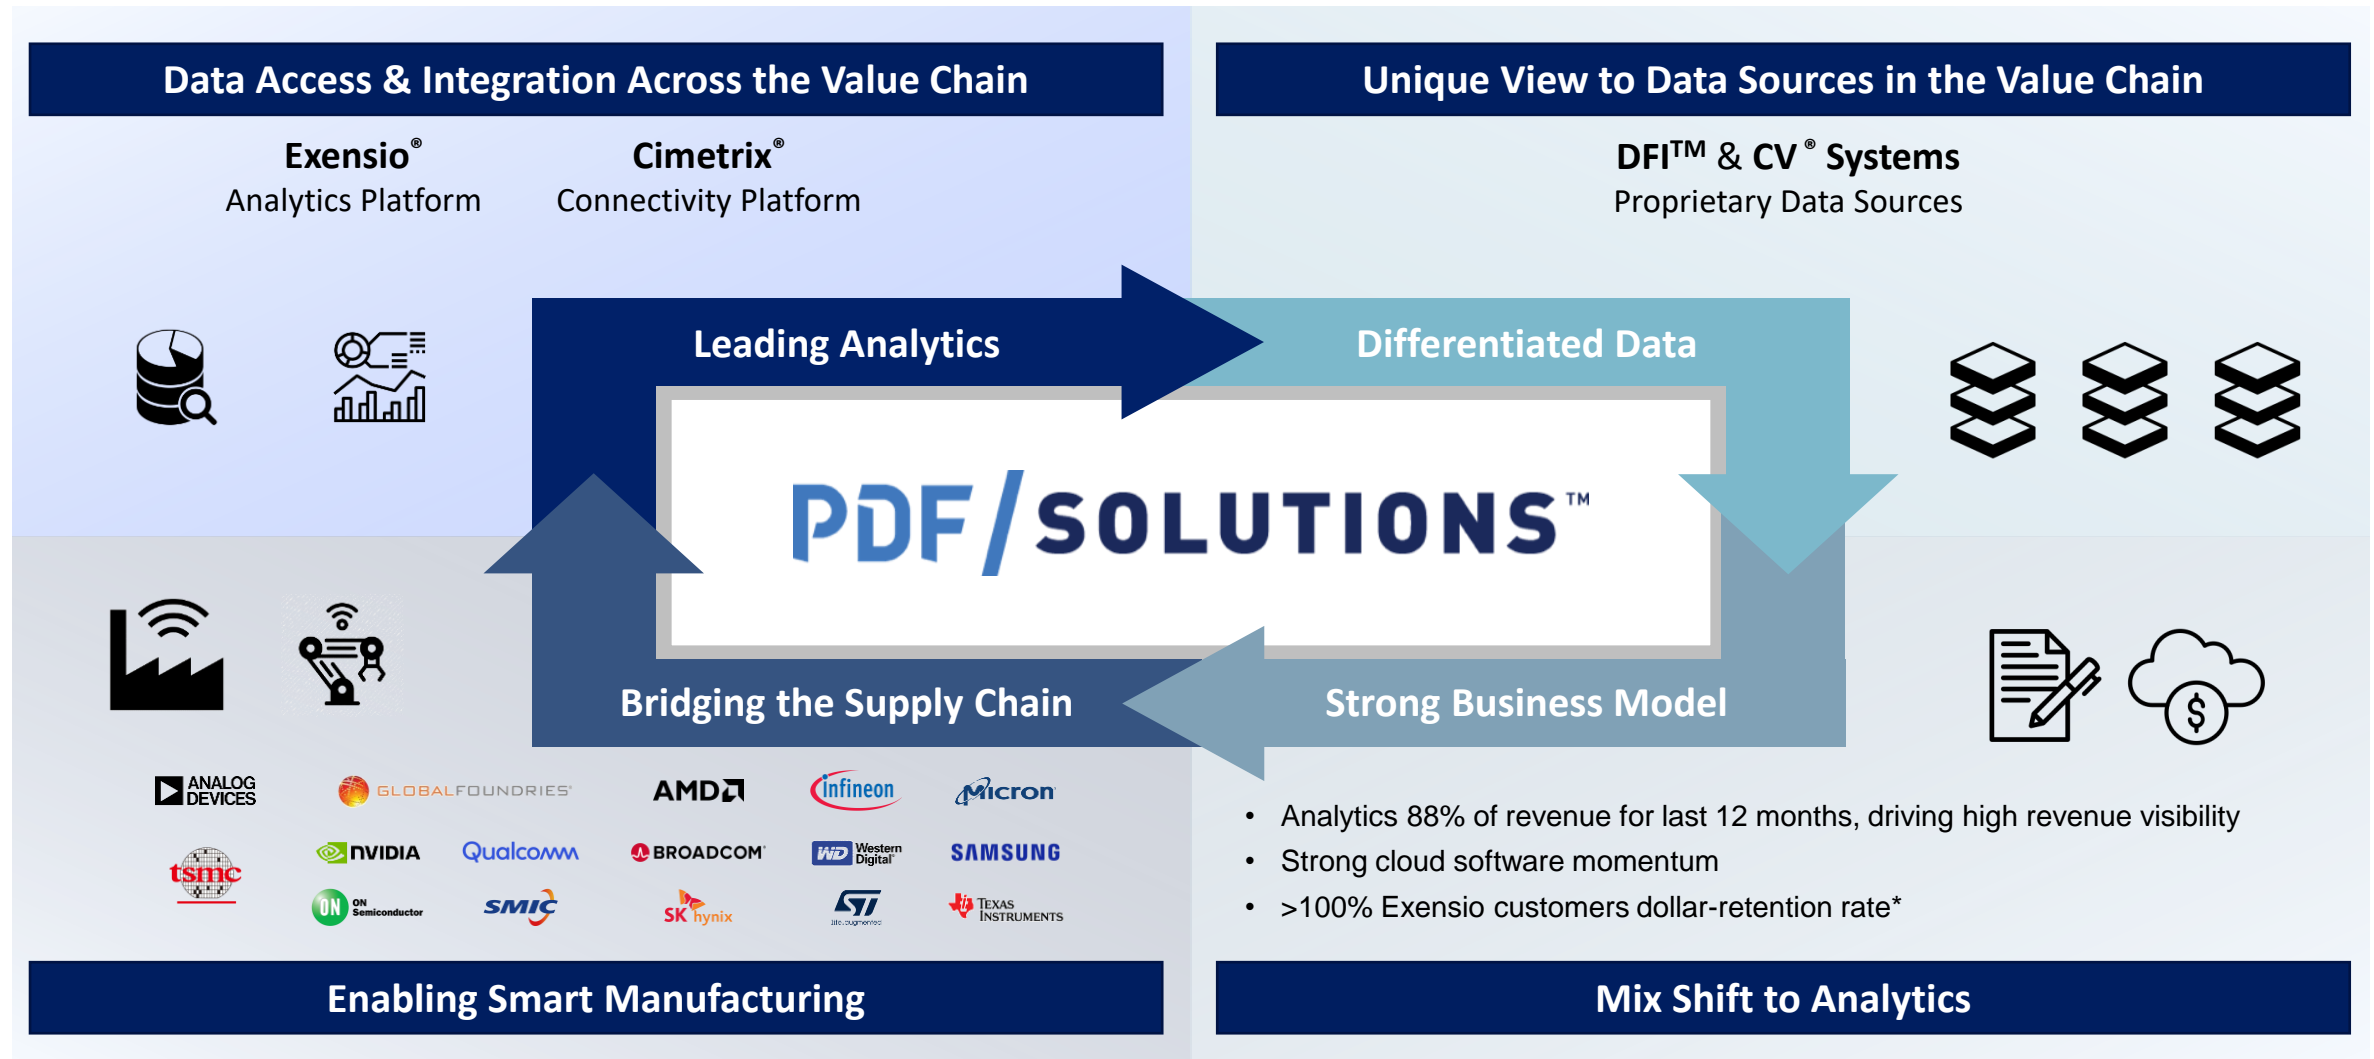 Data Access & Integration Across the Value Chain
Exensio®
Analytics Platform
Cimetrix®
Connectivity Platform
Unique View to Data Sources in the Value Chain
DFI™ & CV® Systems
Proprietary Data Sources
Leading Analytics
Differentiated Data
PDF/SOLUTIONS™
Bridging the Supply Chain
Strong Business Model
$
ANALOG
DEVICES
GLOBALFOUNDRIES®
AMD
infineon
Micron
tsmc
NVIDIA
Qualcomm
BROADCOM®
WD Western
Digital®
SAMSUNG
ON ON
Semiconductor
SMIC
SK hynix
ST
life.augmented
TEXAS
INSTRUMENTS
• Analytics 88% of revenue for last 12 months, driving high revenue visibility
• Strong cloud software momentum
• >100% Exensio customers dollar-retention rate*
Enabling Smart Manufacturing
Mix Shift to Analytics